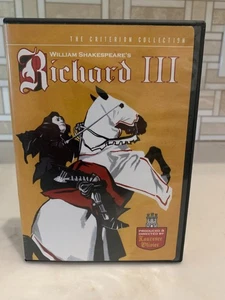 THE CRITERION COLLECTION
WILLIAM SHAKESPEARE'S
Richard III
PRODUCED &
DIRECTED BY
Laurence
Olivier